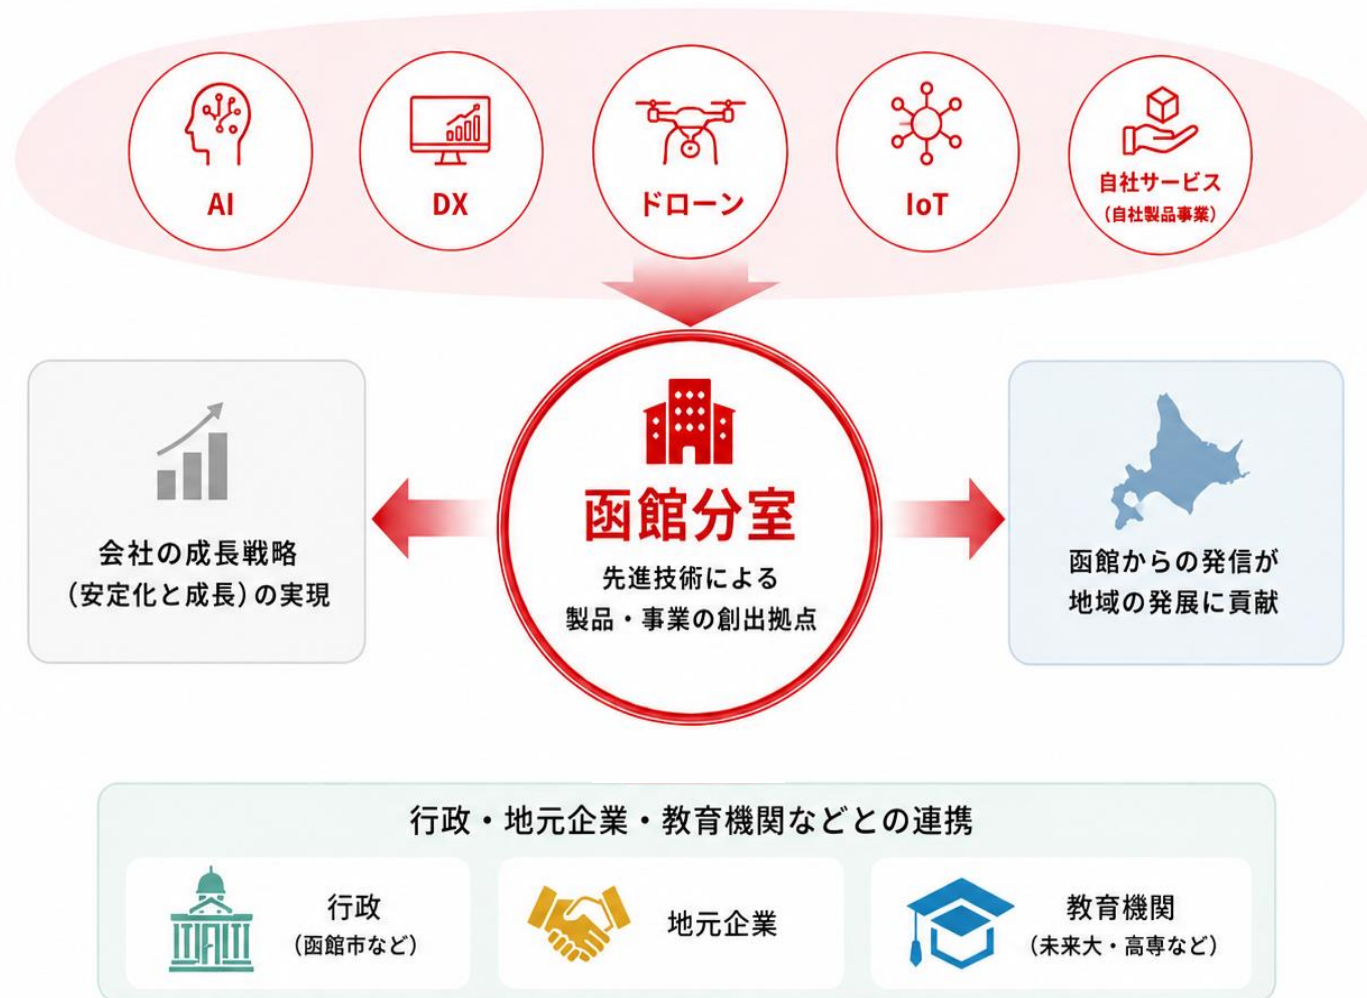 AI
DX
ドローン
IoT
自社サービス
（自社製品事業）
函館分室
先進技術による
製品・事業の創出拠点
会社の成長戦略
（安定化と成長）の実現
函館からの発信が
地域の発展に貢献
行政・地元企業・教育機関などとの連携
行政
（函館市など）
地元企業
教育機関
（未来大・高専など）